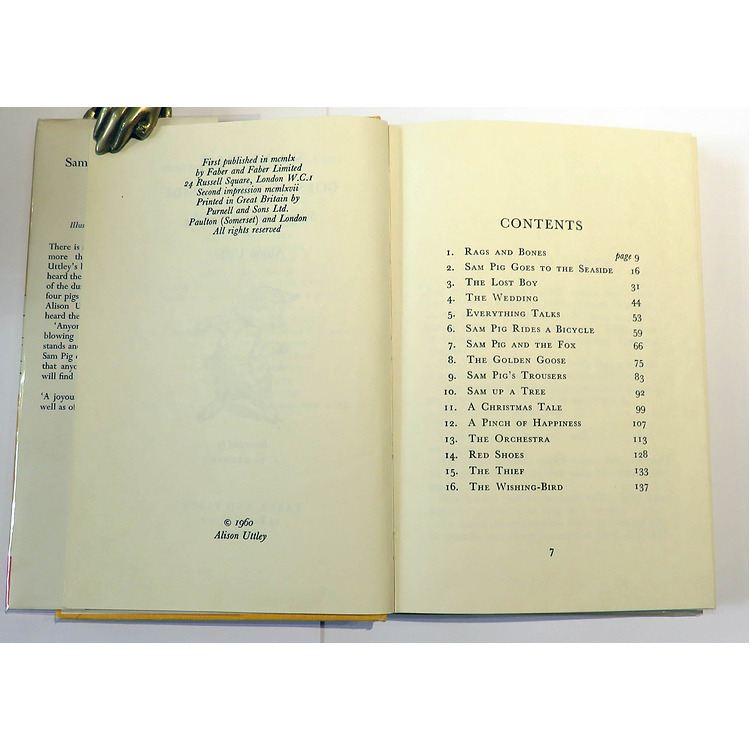 Sam
Illus
There is
more th
Uttley's l
heard the
of the du
four pigs
Alison U
heard the
'Anyon
blowing
stands an
Sam Pig
that anyo
will find
'A joyou
well as o
First published in mcmlx
by Faber and Faber Limited
24 Russell Square, London W.C.1
Second impression mcmlxvii
Printed in Great Britain by
Purnell and Sons Ltd.
Paulton (Somerset) and London
All rights reserved
© 1960
Alison Uttley
CONTENTS
1. Rags and Bones page 9
2. Sam Pig Goes to the Seaside 16
3. The Lost Boy 31
4. The Wedding 44
5. Everything Talks 53
6. Sam Pig Rides a Bicycle 59
7. Sam Pig and the Fox 66
8. The Golden Goose 75
9. Sam Pig's Trousers 83
10. Sam up a Tree 92
11. A Christmas Tale 99
12. A Pinch of Happiness 107
13. The Orchestra 113
14. Red Shoes 128
15. The Thief 133
16. The Wishing-Bird 137
7